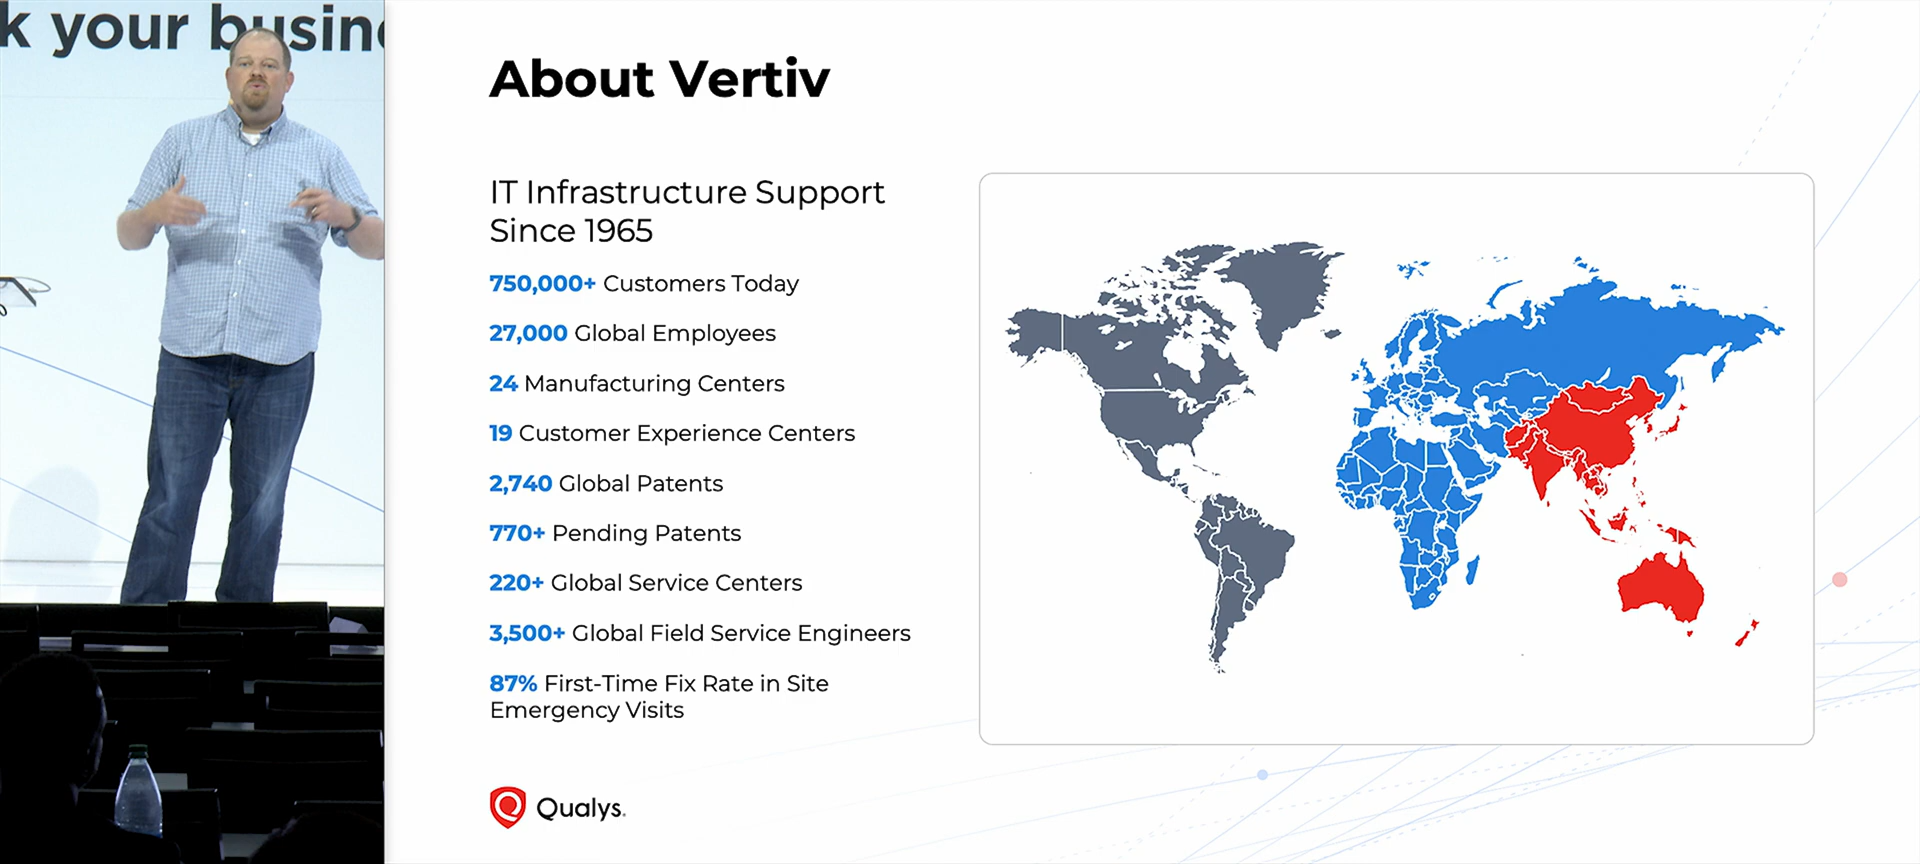 k your busin
About Vertiv
IT Infrastructure Support
Since 1965
750,000+ Customers Today
27,000 Global Employees
24 Manufacturing Centers
19 Customer Experience Centers
2,740 Global Patents
770+ Pending Patents
220+ Global Service Centers
3,500+ Global Field Service Engineers
87% First-Time Fix Rate in Site
Emergency Visits
Qualys.